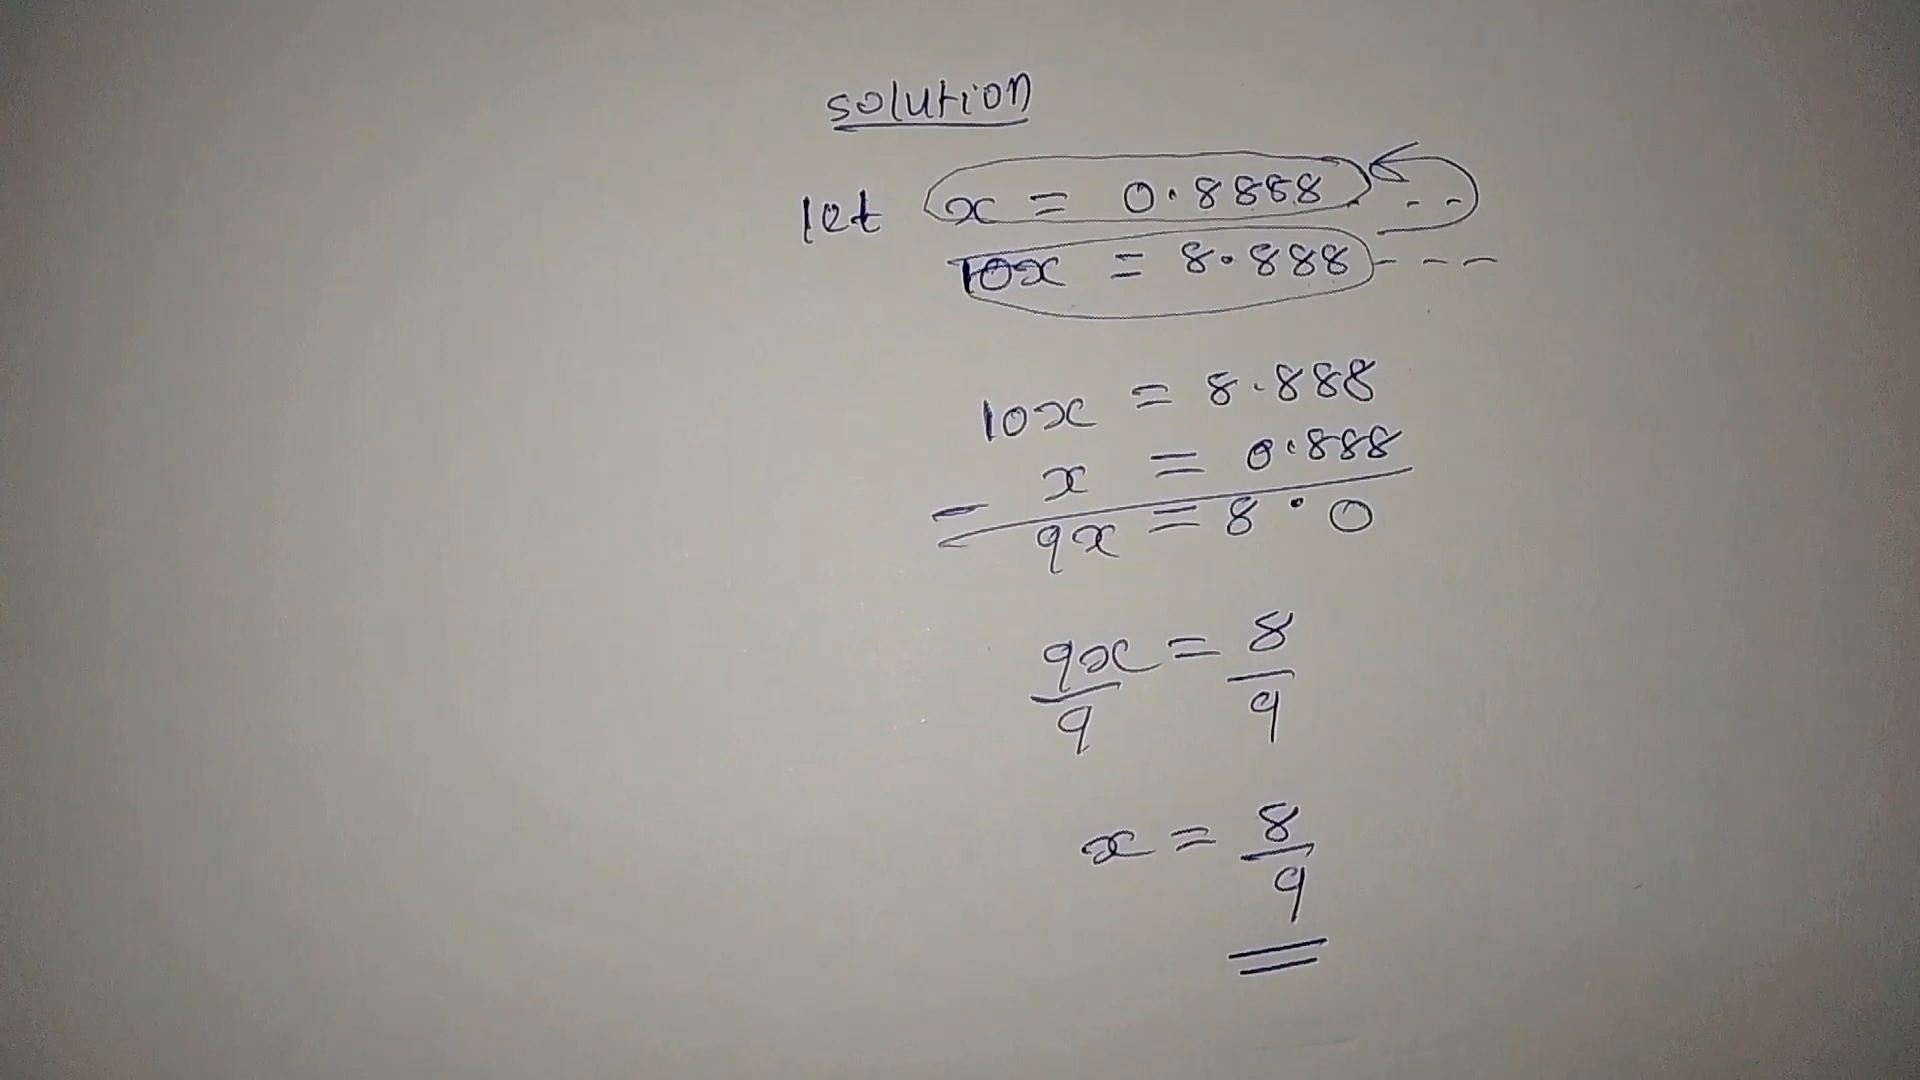 solution
let x = 0.8888. . .
10x = 8.888 - - -
10x = 8.888
- x = 0.888
9x = 8.0
9x/9 = 8/9
x = 8/9